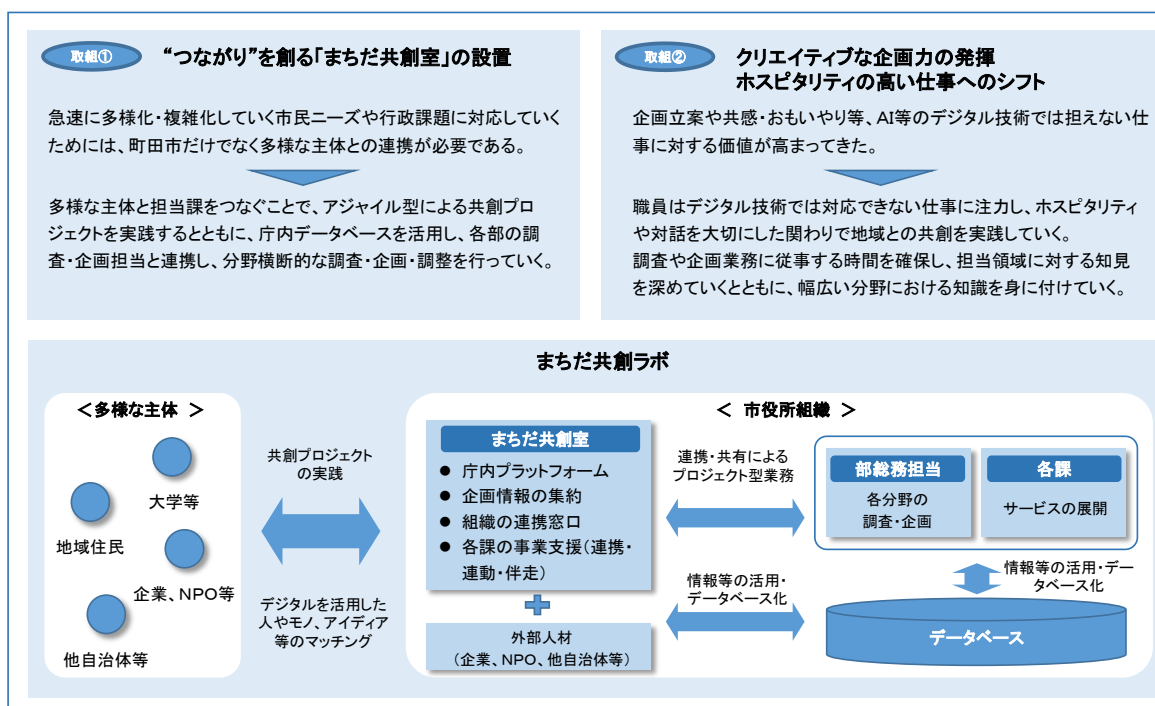 取組①
“つながり”を創る「まちだ共創室」の設置
急速に多様化・複雑化していく市民ニーズや行政課題に対応していく
ためには、町田市だけでなく多様な主体との連携が必要である。
多様な主体と担当課をつなぐことで、アジャイル型による共創プロ
ジェクトを実践するとともに、庁内データベースを活用し、各部の調
査・企画担当と連携し、分野横断的な調査・企画・調整を行っていく。
取組②
クリエイティブな企画力の発揮
ホスピタリティの高い仕事へのシフト
企画立案や共感・おもいやり等、AI等のデジタル技術では担えない仕
事に対する価値が高まってきた。
職員はデジタル技術では対応できない仕事に注力し、ホスピタリティ
や対話を大切にした関わりで地域との共創を実践していく。
調査や企画業務に従事する時間を確保し、担当領域に対する知見
を深めていくとともに、幅広い分野における知識を身に付けていく。
まちだ共創ラボ
＜多様な主体 ＞
大学等
地域住民
企業、NPO等
他自治体等
共創プロジェクト
の実践
デジタルを活用した
人やモノ、アイディア
等のマッチング
＜ 市役所組織 ＞
まちだ共創室
● 庁内プラットフォーム
● 企画情報の集約
● 組織の連携窓口
● 各課の事業支援（連携・
連動・伴走）
外部人材
（企業、NPO、他自治体等）
連携・共有による
プロジェクト型業務
情報等の活用・
データベース化
部総務担当
各分野の
調査・企画
各課
サービスの展開
情報等の活用・デー
タベース化
データベース